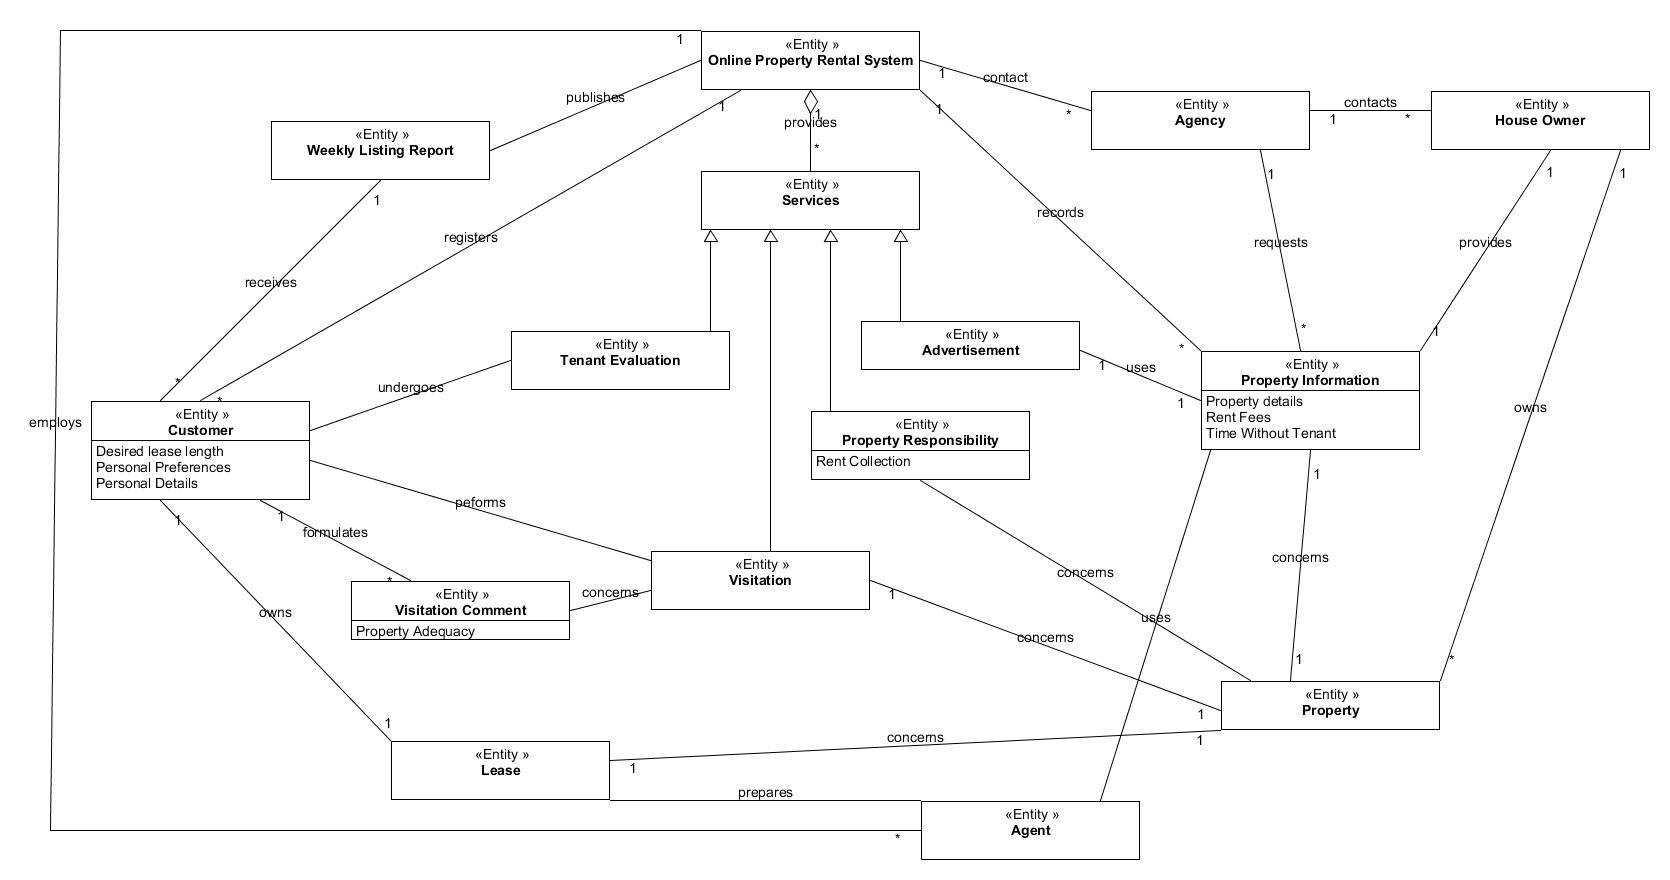 1
«Entity »
Online Property Rental System
1
contact
*
publishes
1
provides
1
*
1
«Entity »
Agency
contacts
1
*
«Entity »
House Owner
«Entity »
Weekly Listing Report
1
«Entity »
Services
registers
receives
records
1
requests
1
provides
1
*
*
*
*
1
«Entity »
Tenant Evaluation
undergoes
«Entity »
Advertisement
1
uses
1
«Entity »
Property Information
Property details
Rent Fees
Time Without Tenant
owns
employs
«Entity »
Customer
Desired lease length
Personal Preferences
Personal Details
«Entity »
Property Responsibility
Rent Collection
1
1
formulates
*
peforms
1
«Entity »
Visitation
«Entity »
Visitation Comment
Property Adequacy
concerns
1
concerns
concerns
concerns
uses
owns
1
*
1
1
«Entity »
Property
«Entity »
Lease
1
concerns
1
prepares
«Entity »
Agent
*